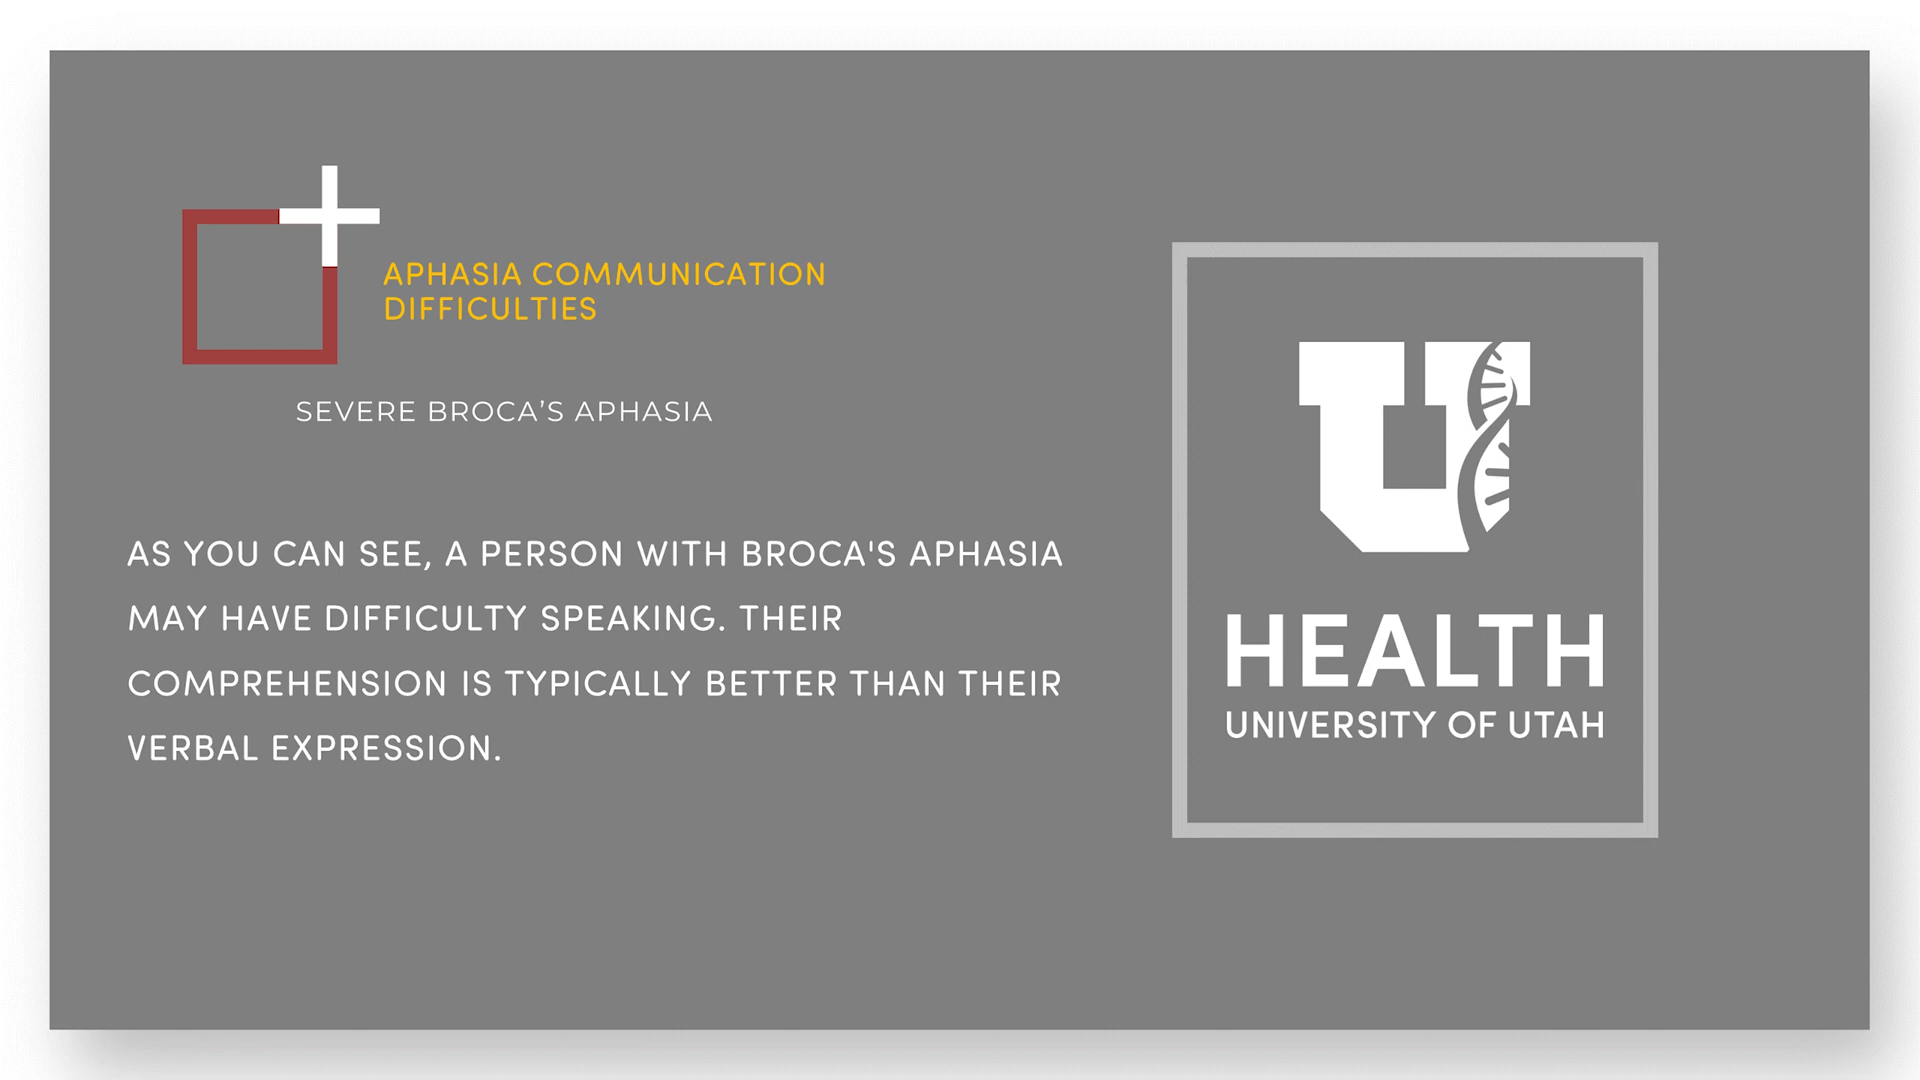 APHASIA COMMUNICATION
DIFFICULTIES
SEVERE BROCA’S APHASIA
AS YOU CAN SEE, A PERSON WITH BROCA'S APHASIA
MAY HAVE DIFFICULTY SPEAKING. THEIR
COMPREHENSION IS TYPICALLY BETTER THAN THEIR
VERBAL EXPRESSION.
U
HEALTH
UNIVERSITY OF UTAH